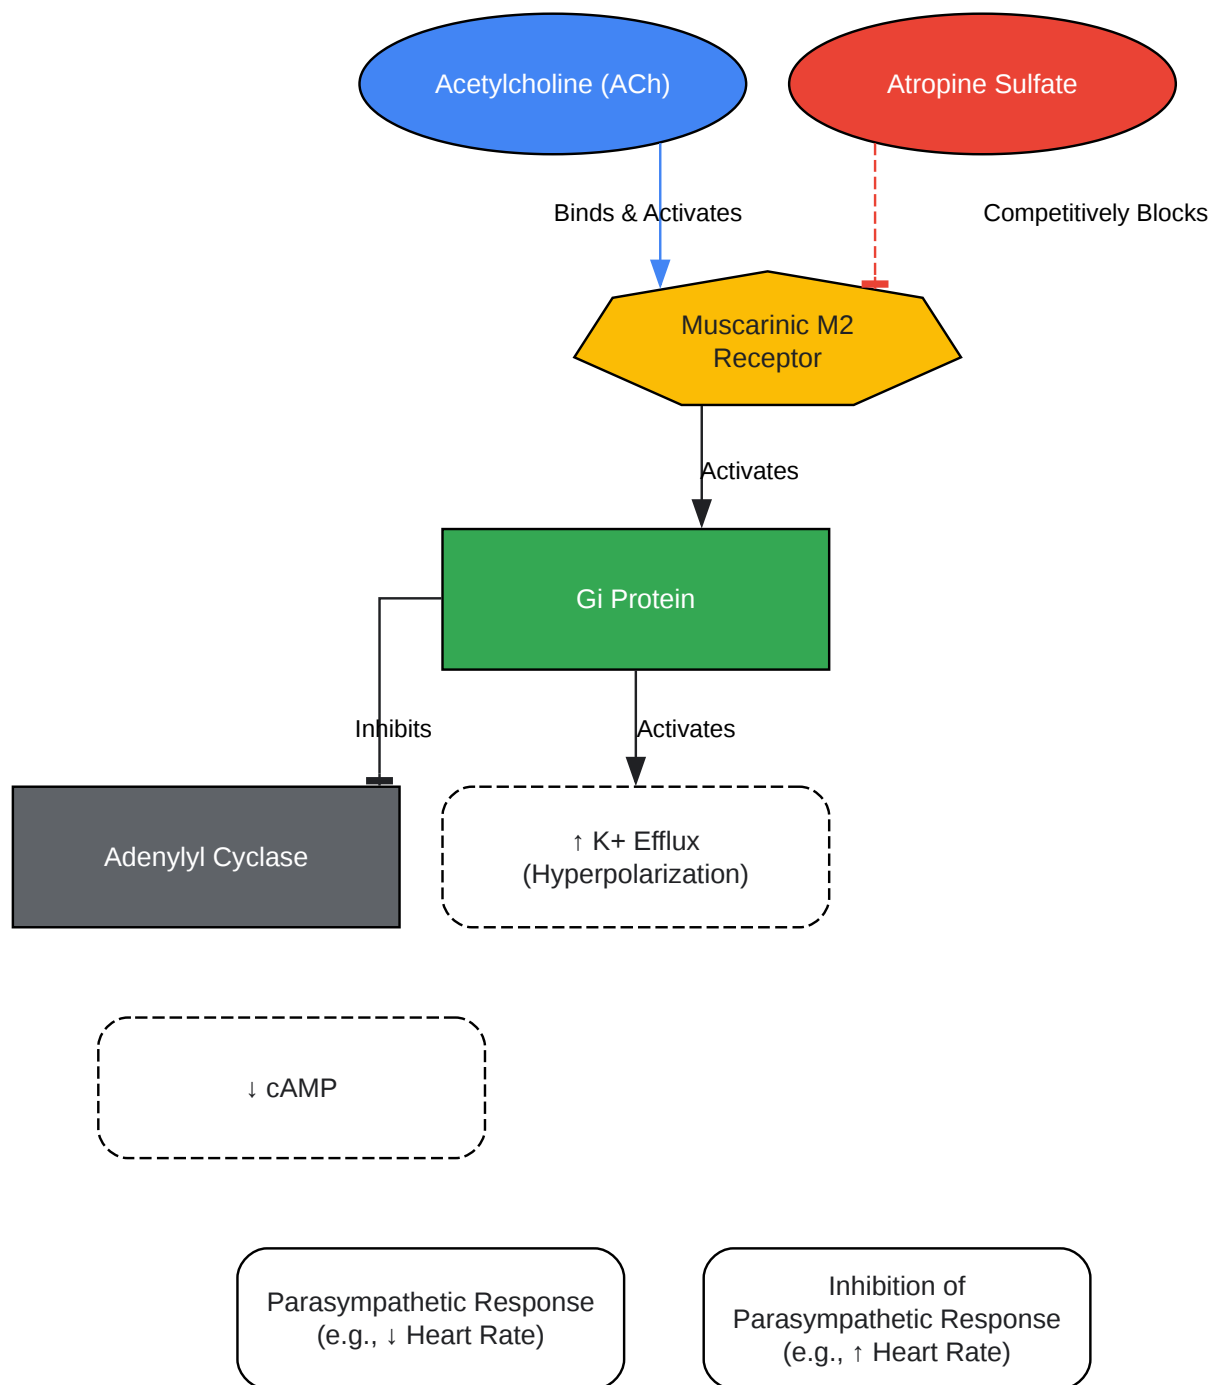 Acetylcholine (ACh)
Atropine Sulfate
Binds & Activates
Competitively Blocks
Muscarinic M2
Receptor
Activates
Gi Protein
Inhibits
Activates
Adenylyl Cyclase
↑ K+ Efflux
(Hyperpolarization)
↓ cAMP
Parasympathetic Response
(e.g., ↓ Heart Rate)
Inhibition of
Parasympathetic Response
(e.g., ↑ Heart Rate)